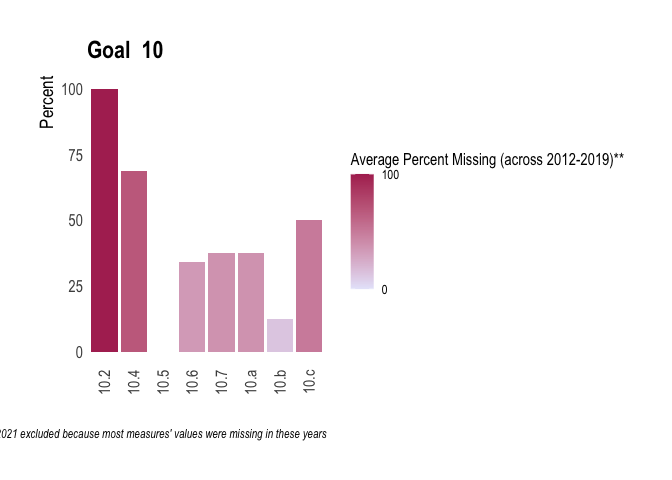 Goal 10
Percent
100
75
50
25
0
10.2
10.4
10.5
10.6
10.7
10.a
10.b
10.c
Average Percent Missing (across 2012-2019)**
100
0
excluded because most measures' values were missing in these years